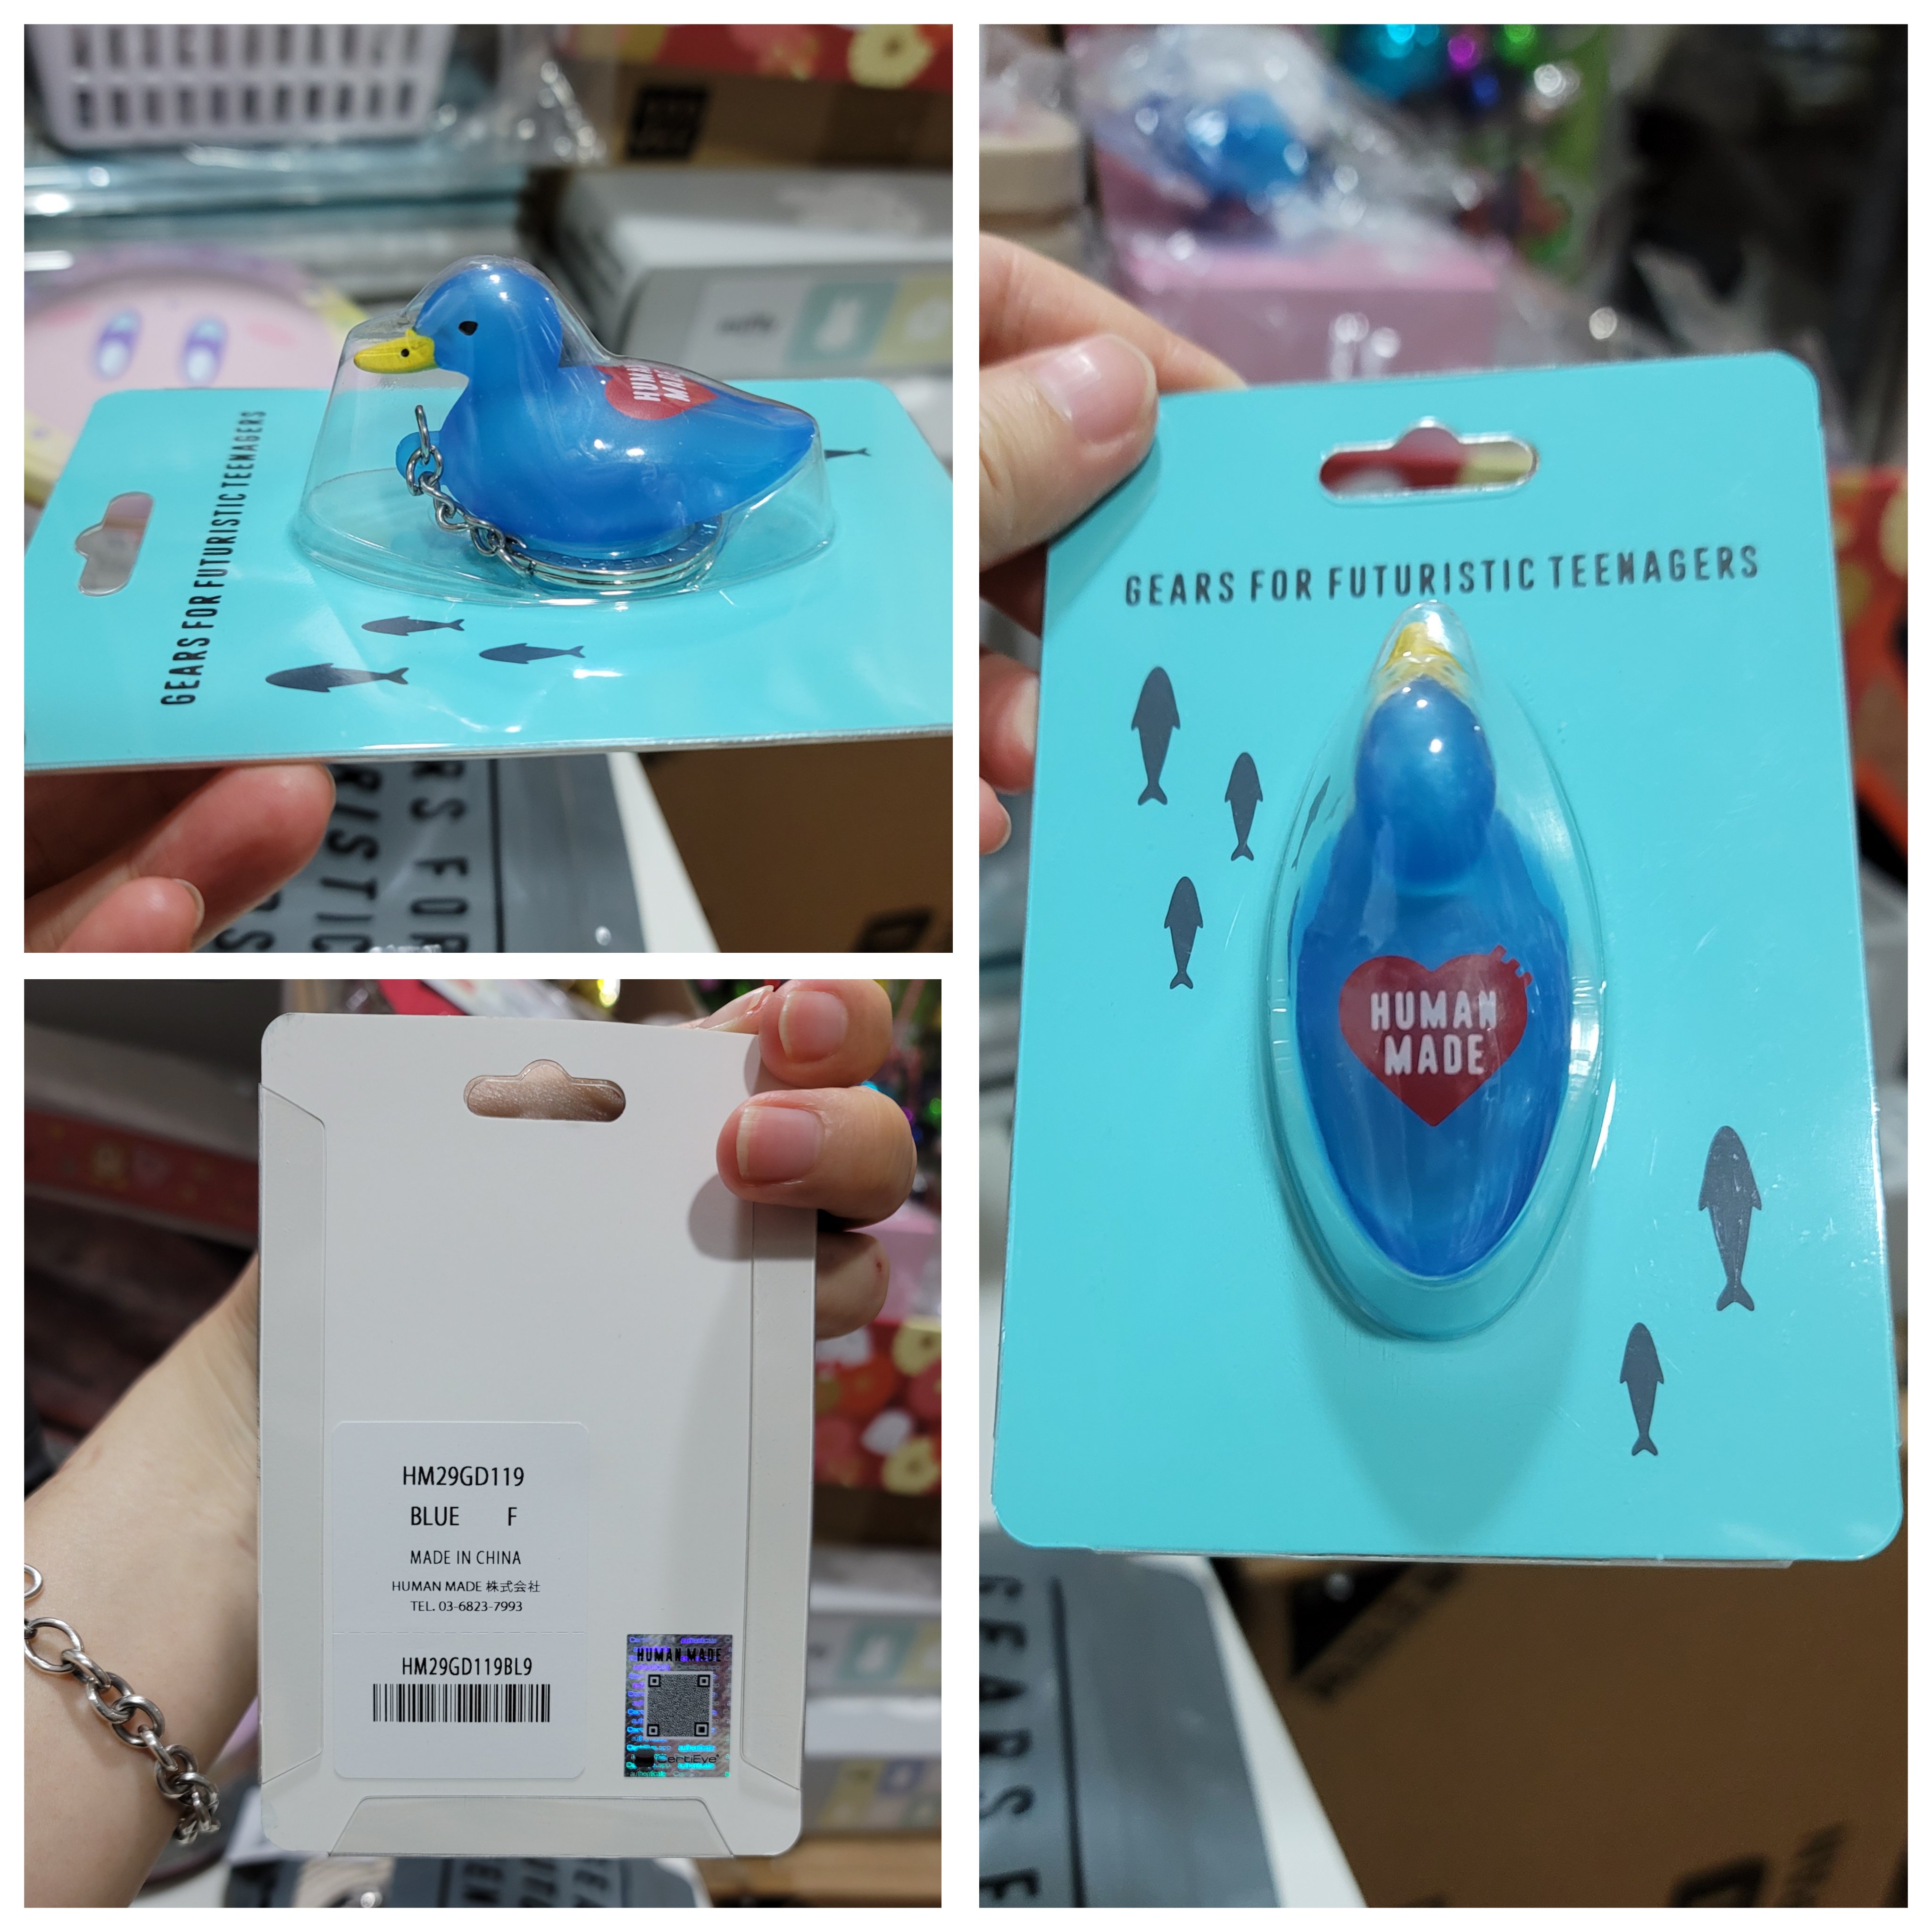 GEARS FOR FUTURISTIC TEENAGERS
HUMAN
MADE
GEARS FOR FUTURISTIC TEENAGERS
HUMAN
MADE
HM29GD119
BLUE F
MADE IN CHINA
HUMAN MADE 株式会社
TEL. 03-6823-7993
HM29GD119BL9
HUMAN MADE
CertiEye